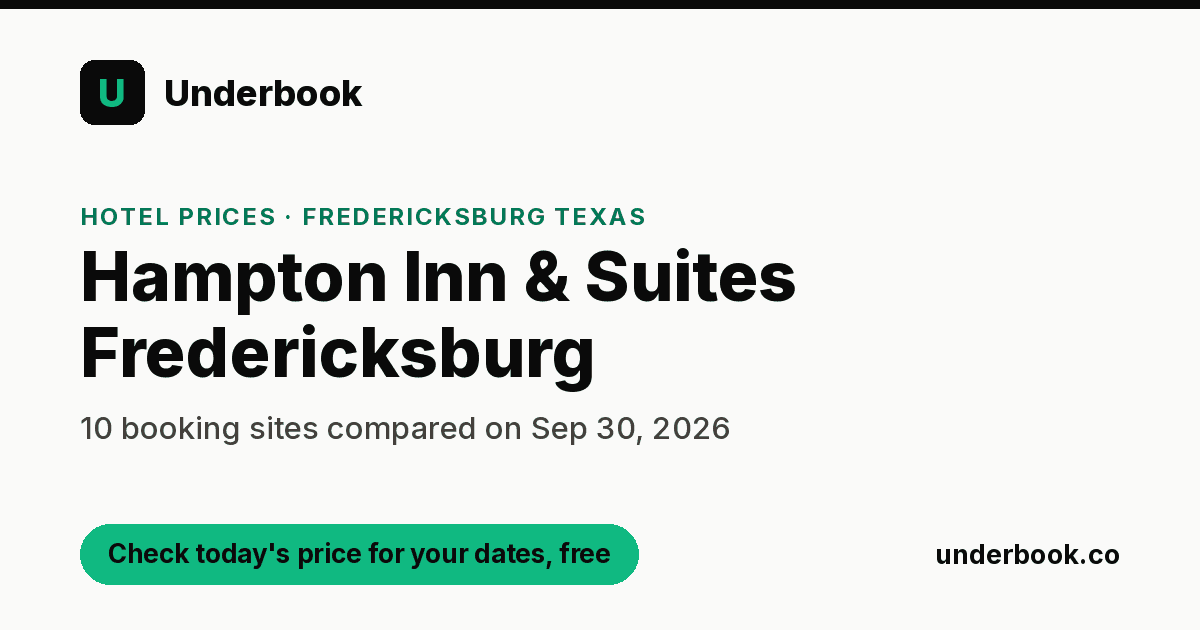 U Underbook
HOTEL PRICES · FREDERICKSBURG TEXAS
Hampton Inn & Suites
Fredericksburg
10 booking sites compared on Sep 30, 2026
Check today's price for your dates, free
underbook.co